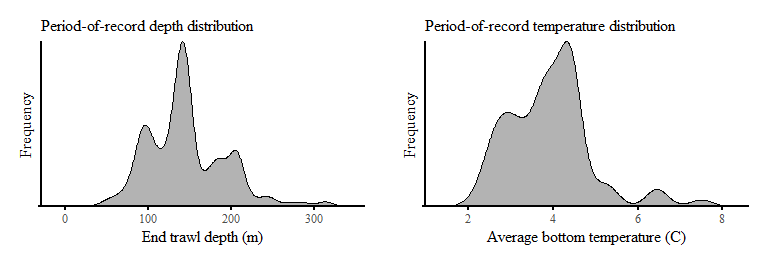 Period-of-record depth distribution
Frequency
0 100 200 300
End trawl depth (m)
Period-of-record temperature distribution
Frequency
2 4 6 8
Average bottom temperature (C)